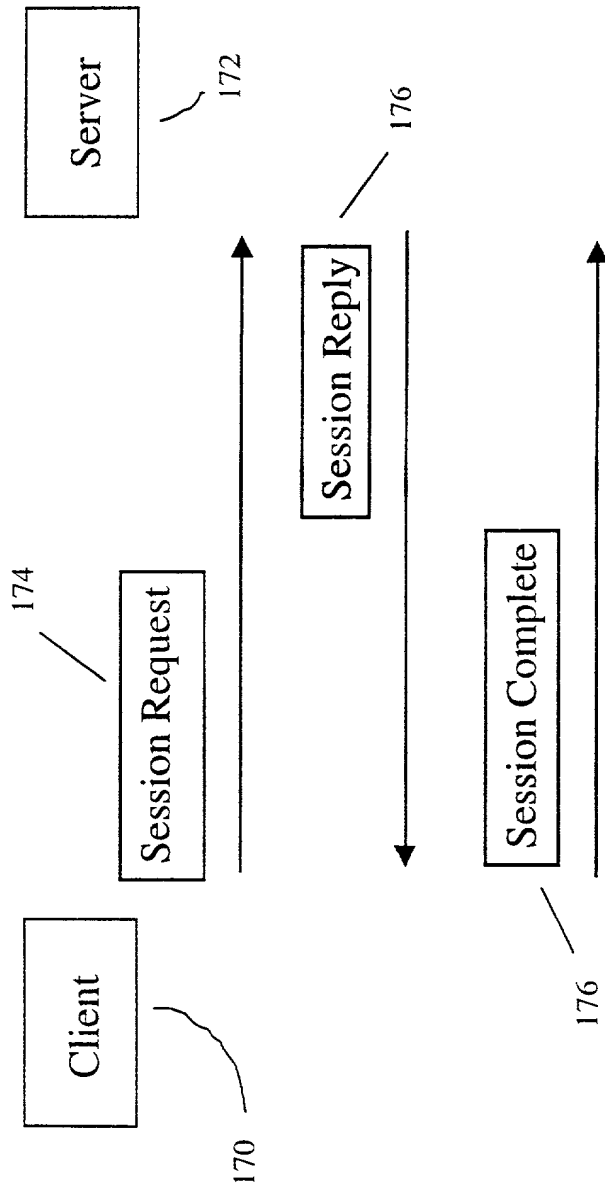 Client
Server
170
172
174
Session Request
Session Reply
176
Session Complete
176